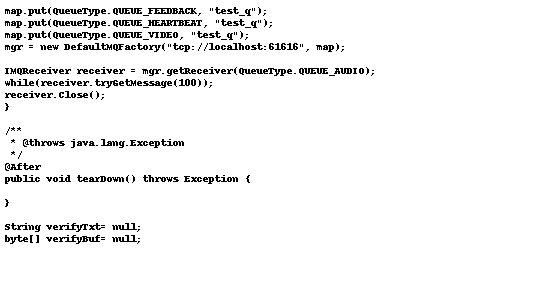 map.put(QueueType.QUEUE_FEEDBACK, "test_q");
map.put(QueueType.QUEUE_HEARTBEAT, "test_q");
map.put(QueueType.QUEUE_VIDEO, "test_q");
mgr = new DefaultMQFactory("tcp://localhost:61616", map);
IMQReceiver receiver = mgr.getReceiver(QueueType.QUEUE_AUDIO);
while(receiver.tryGetMessage(100));
receiver.Close();
}
/**
* @throws java.lang.Exception
*/
@After
public void tearDown() throws Exception {
}
String verifyTxt= null;
byte[] verifyBuf= null;